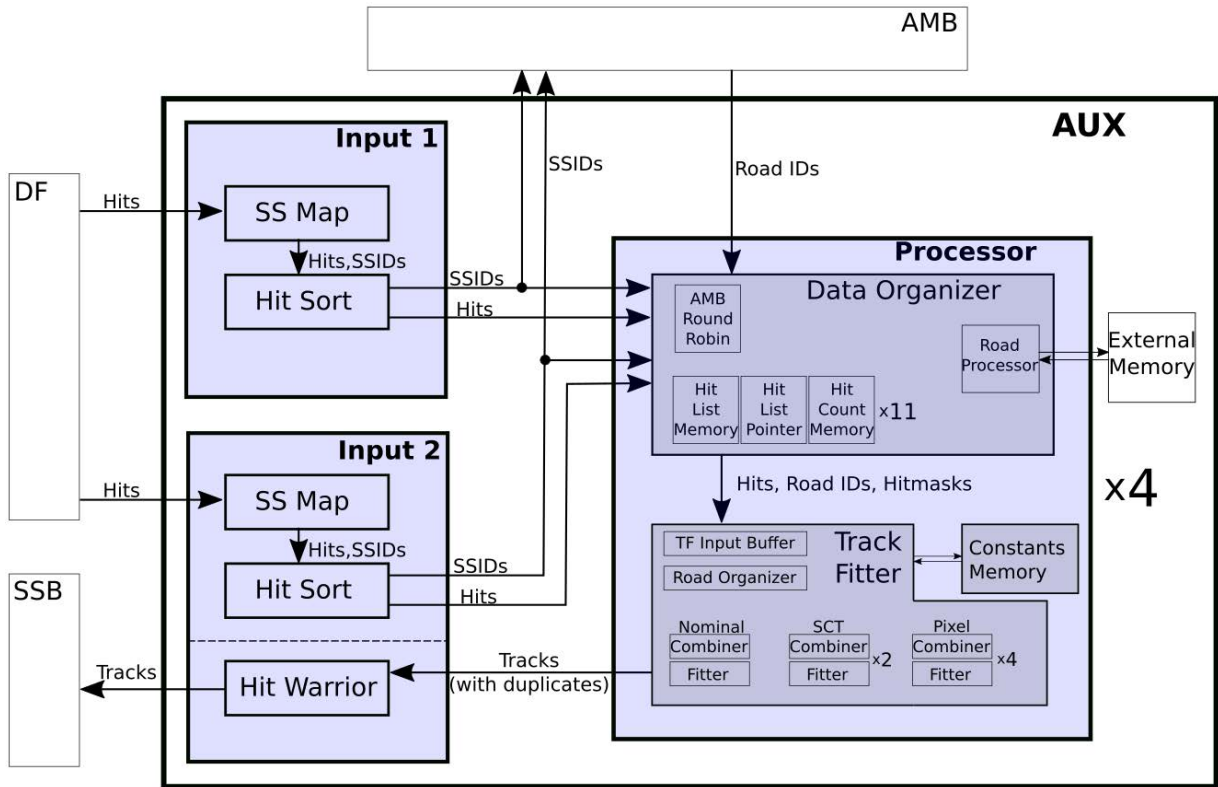 AMB
AUX
Input 1
SSIDs
Road IDs
DF
Hits
SS Map
Hits,SSIDs
Hit Sort
SSIDs
Hits
Processor
Data Organizer
AMB
Round
Robin
Road
Processor
External
Memory
Hit
List
Memory
Hit
List
Pointer
Hit
Count
Memory
x11
Input 2
Hits
SS Map
Hits,SSIDs
Hit Sort
SSIDs
Hits
Hits, Road IDs, Hitmasks
x4
TF Input Buffer
Road Organizer
Track
Fitter
Constants
Memory
SSB
Nominal
Combiner
Fitter
SCT
Combiner
Fitter
x2
Pixel
Combiner
Fitter
x4
Tracks
Hit Warrior
Tracks
(with duplicates)